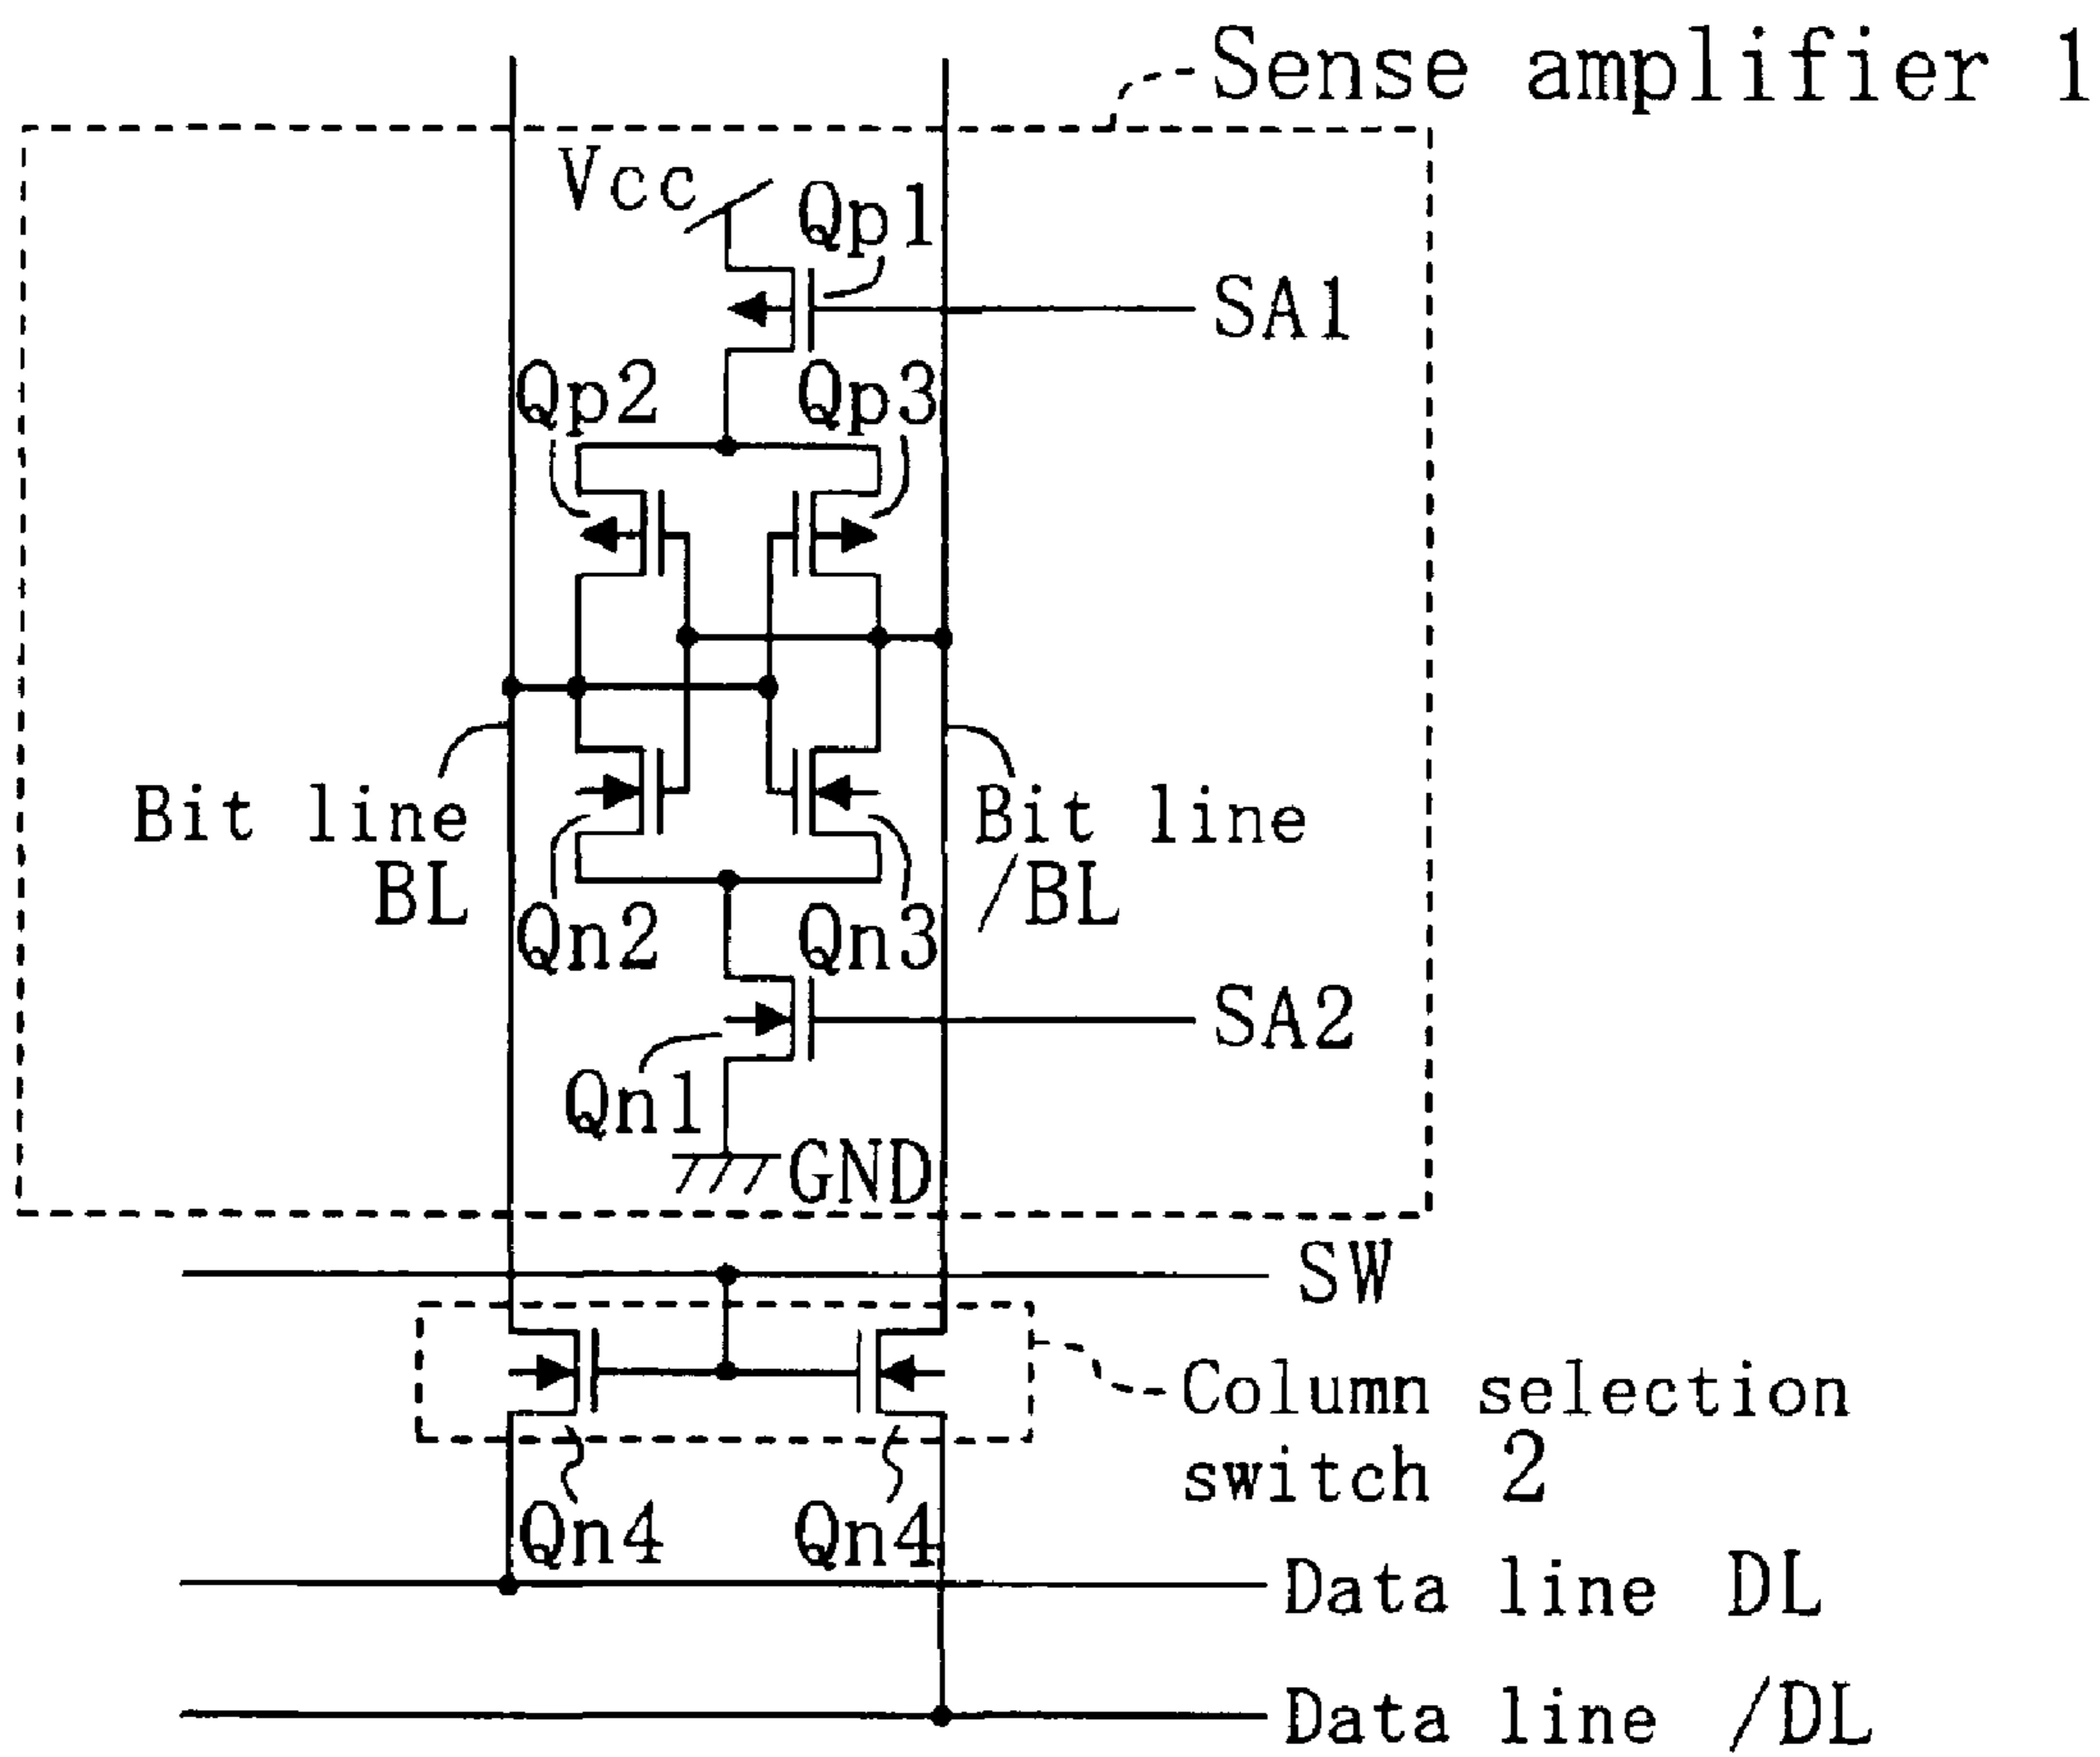 Sense amplifier 1
Vcc
Qp1
SA1
Qp2
Qp3
Bit line
BL
Bit line
/BL
Qn2
Qn3
SA2
Qn1
GND
SW
Column selection
switch 2
Qn4
Qn4
Data line DL
Data line /DL